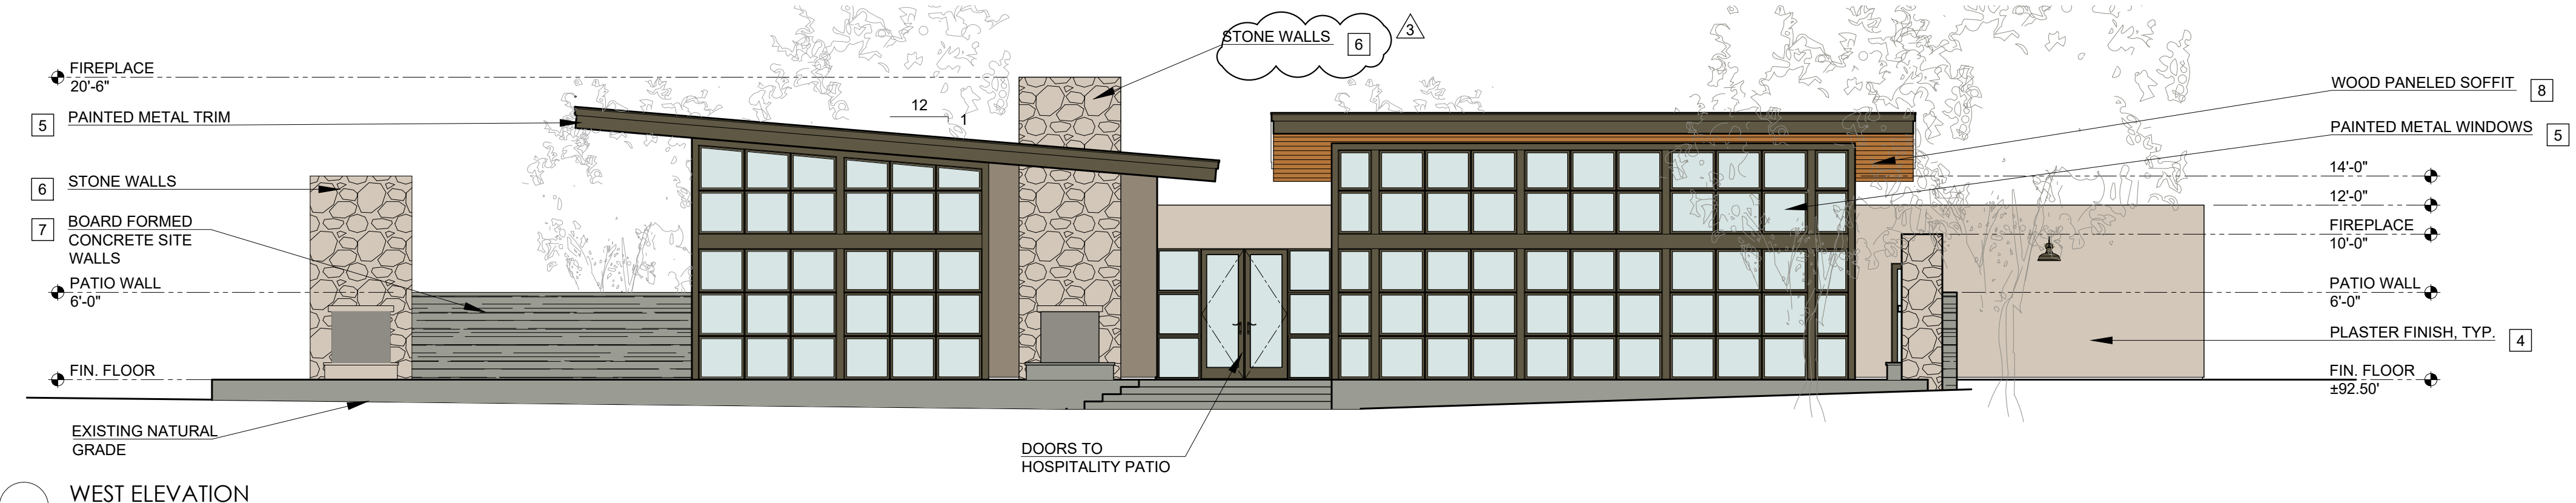 STONE WALLS 6
3
FIREPLACE
20'-6"
5 PAINTED METAL TRIM
12
1
6 STONE WALLS
7 BOARD FORMED
CONCRETE SITE
WALLS
PATIO WALL
6'-0"
FIN. FLOOR
EXISTING NATURAL
GRADE
DOORS TO
HOSPITALITY PATIO
WOOD PANELED SOFFIT 8
PAINTED METAL WINDOWS 5
14'-0"
12'-0"
FIREPLACE
10'-0"
PATIO WALL
6'-0"
PLASTER FINISH, TYP. 4
FIN. FLOOR
±92.50'
WEST ELEVATION